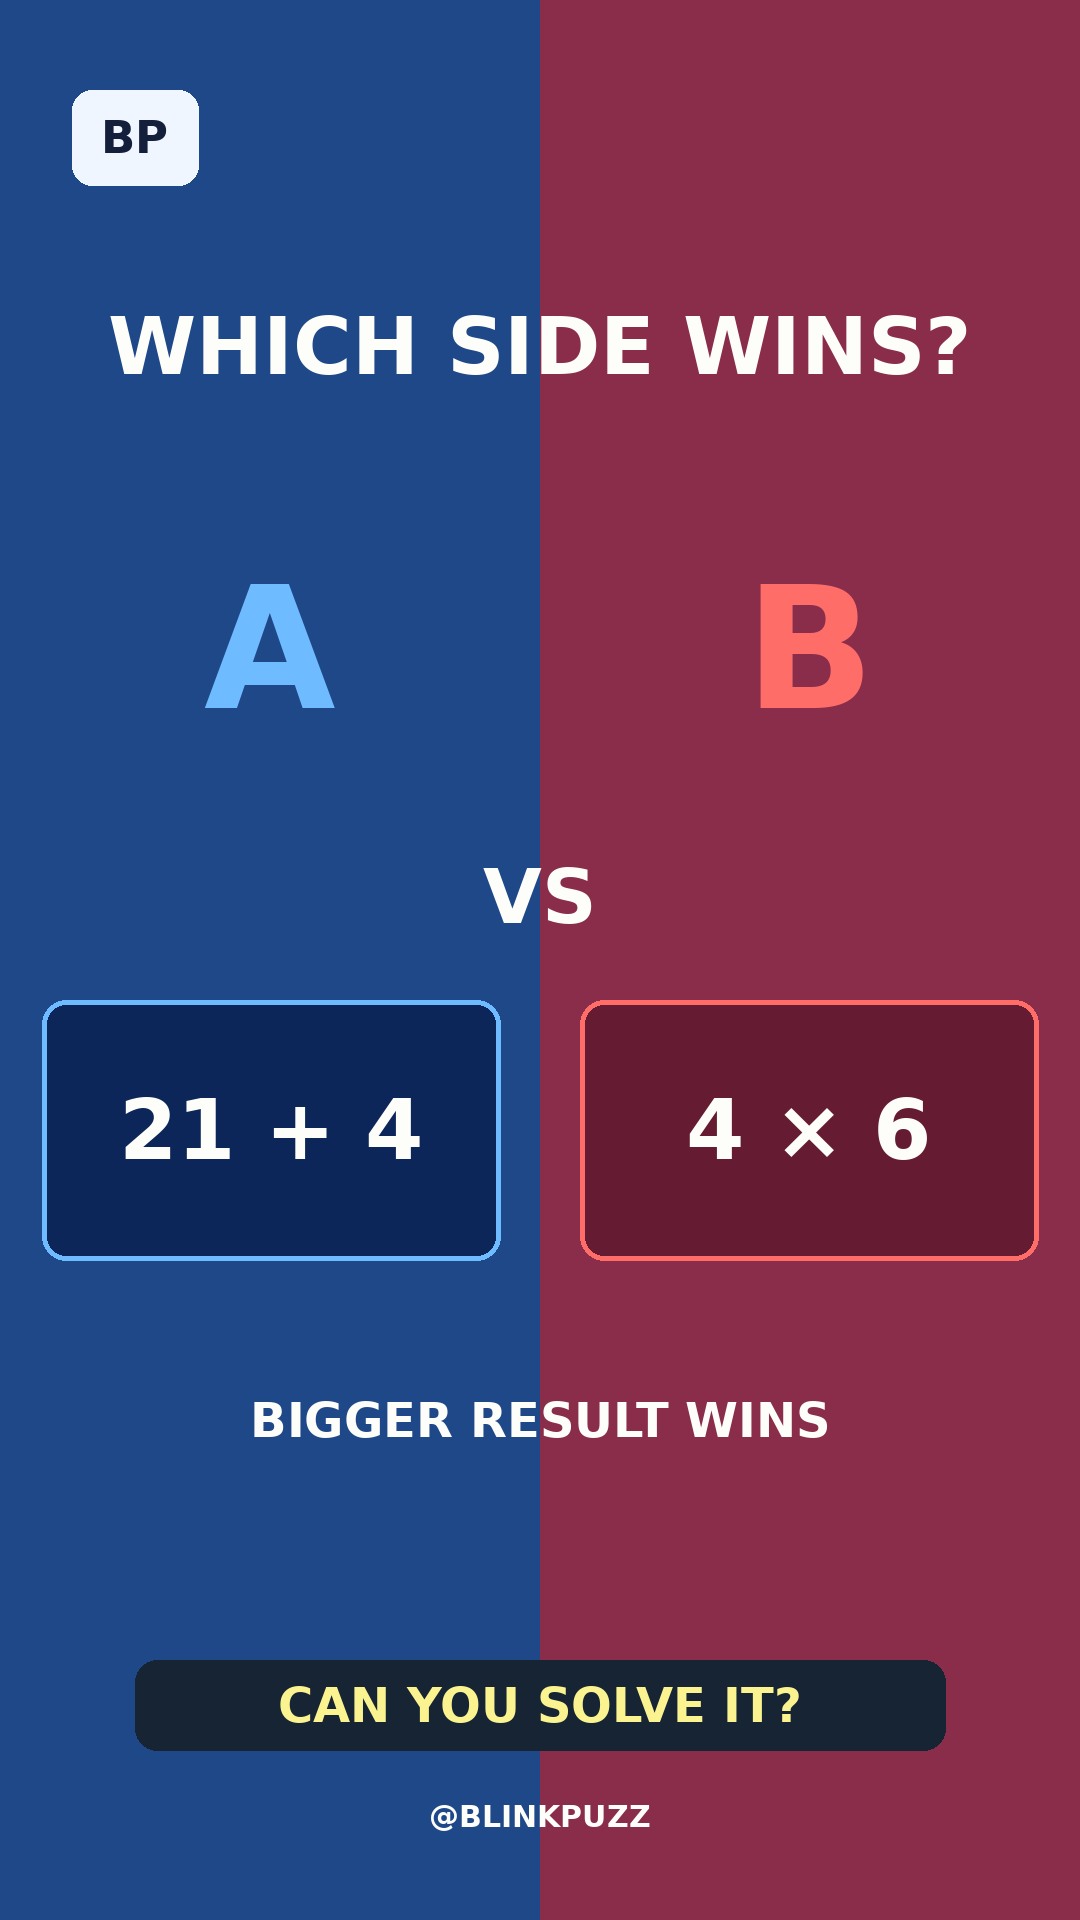 BP
WHICH SIDE WINS?
A
B
VS
21 + 4
4 × 6
BIGGER RESULT WINS
CAN YOU SOLVE IT?
@BLINKPUZZ